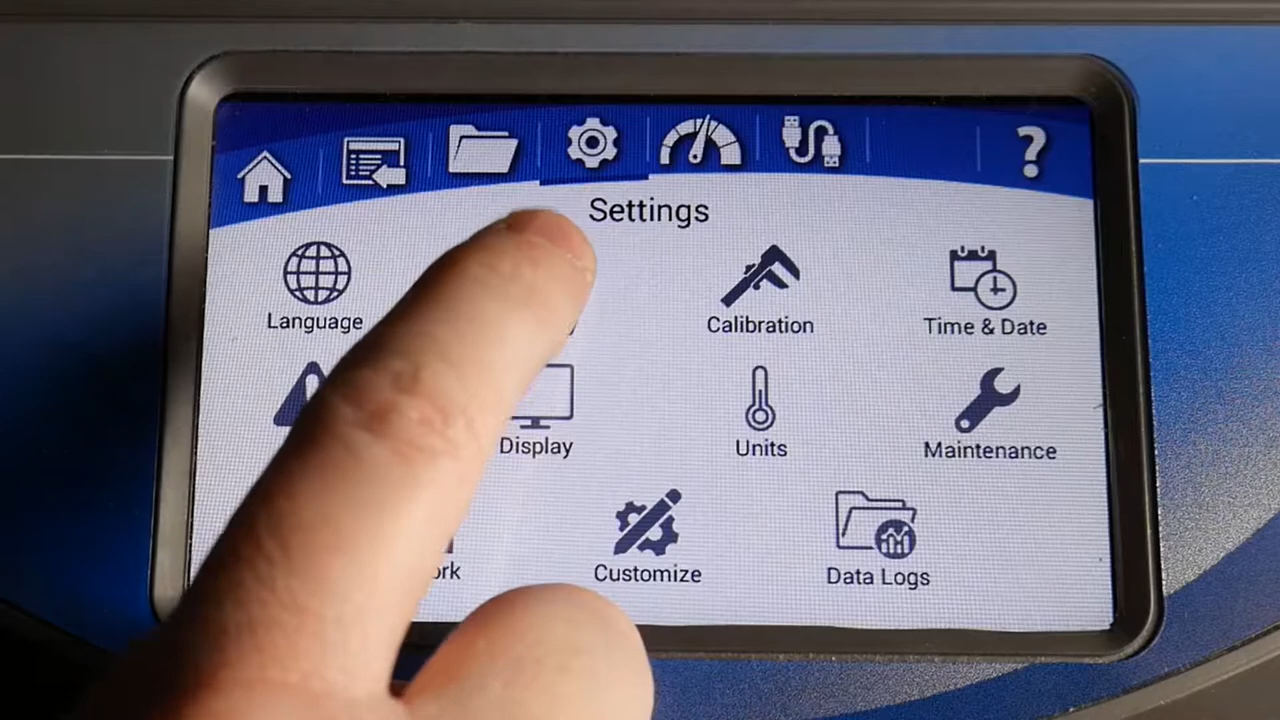 Settings
Language
Calibration
Time & Date
Display
Units
Maintenance
Customize
Data Logs